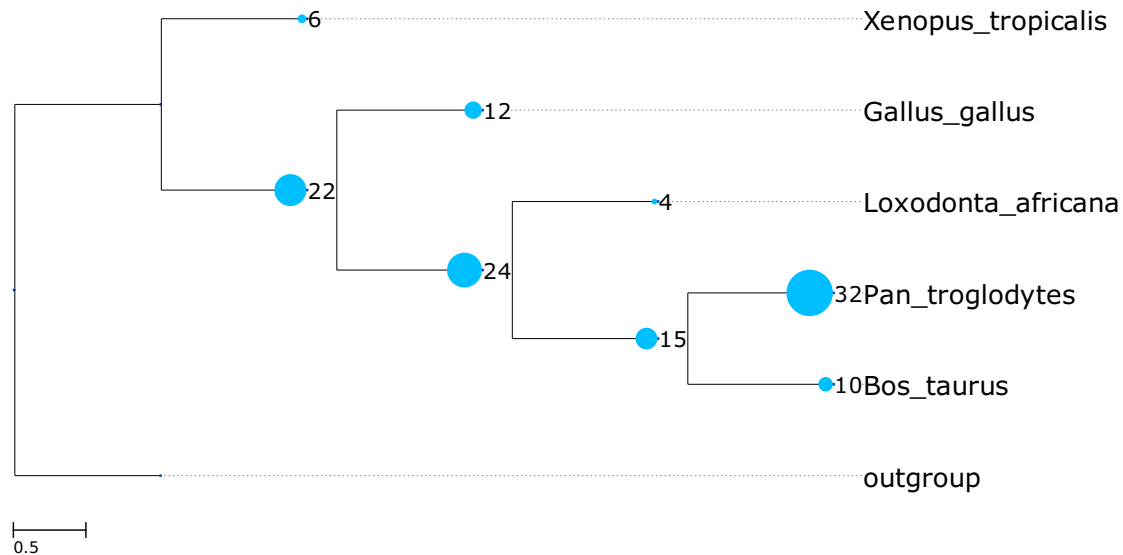 6
Xenopus_tropicalis
12
Gallus_gallus
22
4
Loxodonta_africana
24
32 Pan_troglodytes
15
10 Bos_taurus
outgroup
0.5